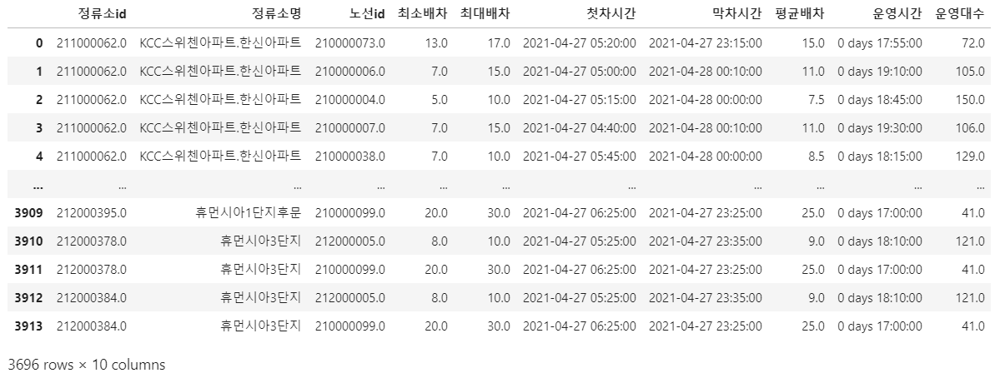 정류소id 정류소명 노선id 최소배차 최대배차 첫차시간 막차시간 평균배차 운영시간 운영대수
0 211000062.0 KCC스위첸아파트.한신아파트 210000073.0 13.0 17.0 2021-04-27 05:20:00 2021-04-27 23:15:00 15.0 0 days 17:55:00 72.0
1 211000062.0 KCC스위첸아파트.한신아파트 210000006.0 7.0 15.0 2021-04-27 05:00:00 2021-04-28 00:10:00 11.0 0 days 19:10:00 105.0
2 211000062.0 KCC스위첸아파트.한신아파트 210000004.0 5.0 10.0 2021-04-27 05:15:00 2021-04-28 00:00:00 7.5 0 days 18:45:00 150.0
3 211000062.0 KCC스위첸아파트.한신아파트 210000007.0 7.0 15.0 2021-04-27 04:40:00 2021-04-28 00:10:00 11.0 0 days 19:30:00 106.0
4 211000062.0 KCC스위첸아파트.한신아파트 210000038.0 7.0 10.0 2021-04-27 05:45:00 2021-04-28 00:00:00 8.5 0 days 18:15:00 129.0
... ... ... ... ... ... ... ... ... ... ...
3909 212000395.0 휴먼시아1단지후문 210000099.0 20.0 30.0 2021-04-27 06:25:00 2021-04-27 23:25:00 25.0 0 days 17:00:00 41.0
3910 212000378.0 휴먼시아3단지 212000005.0 8.0 10.0 2021-04-27 05:25:00 2021-04-27 23:35:00 9.0 0 days 18:10:00 121.0
3911 212000378.0 휴먼시아3단지 210000099.0 20.0 30.0 2021-04-27 06:25:00 2021-04-27 23:25:00 25.0 0 days 17:00:00 41.0
3912 212000384.0 휴먼시아3단지 212000005.0 8.0 10.0 2021-04-27 05:25:00 2021-04-27 23:35:00 9.0 0 days 18:10:00 121.0
3913 212000384.0 휴먼시아3단지 210000099.0 20.0 30.0 2021-04-27 06:25:00 2021-04-27 23:25:00 25.0 0 days 17:00:00 41.0
3696 rows × 10 columns